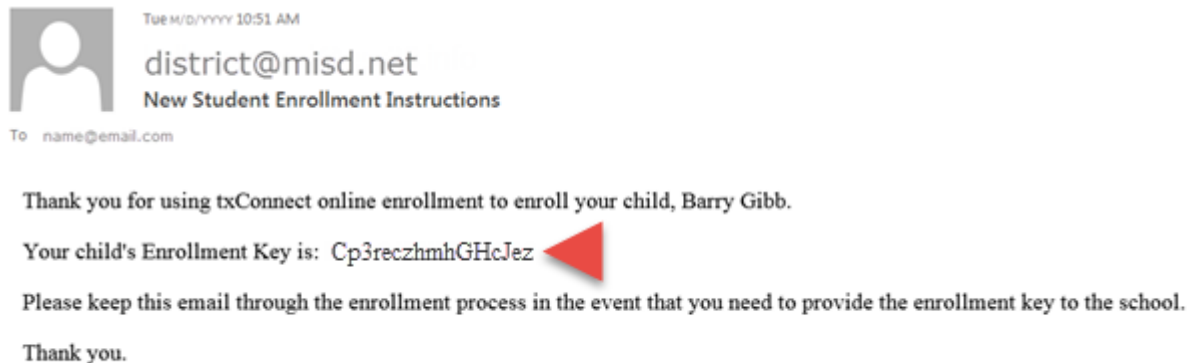 Tue M/D/YYYY 10:51 AM
district@misd.net
New Student Enrollment Instructions
To name@email.com
Thank you for using txConnect online enrollment to enroll your child, Barry Gibb.
Your child's Enrollment Key is: Cp3reczhmhGHcJez
Please keep this email through the enrollment process in the event that you need to provide the enrollment key to the school.
Thank you.